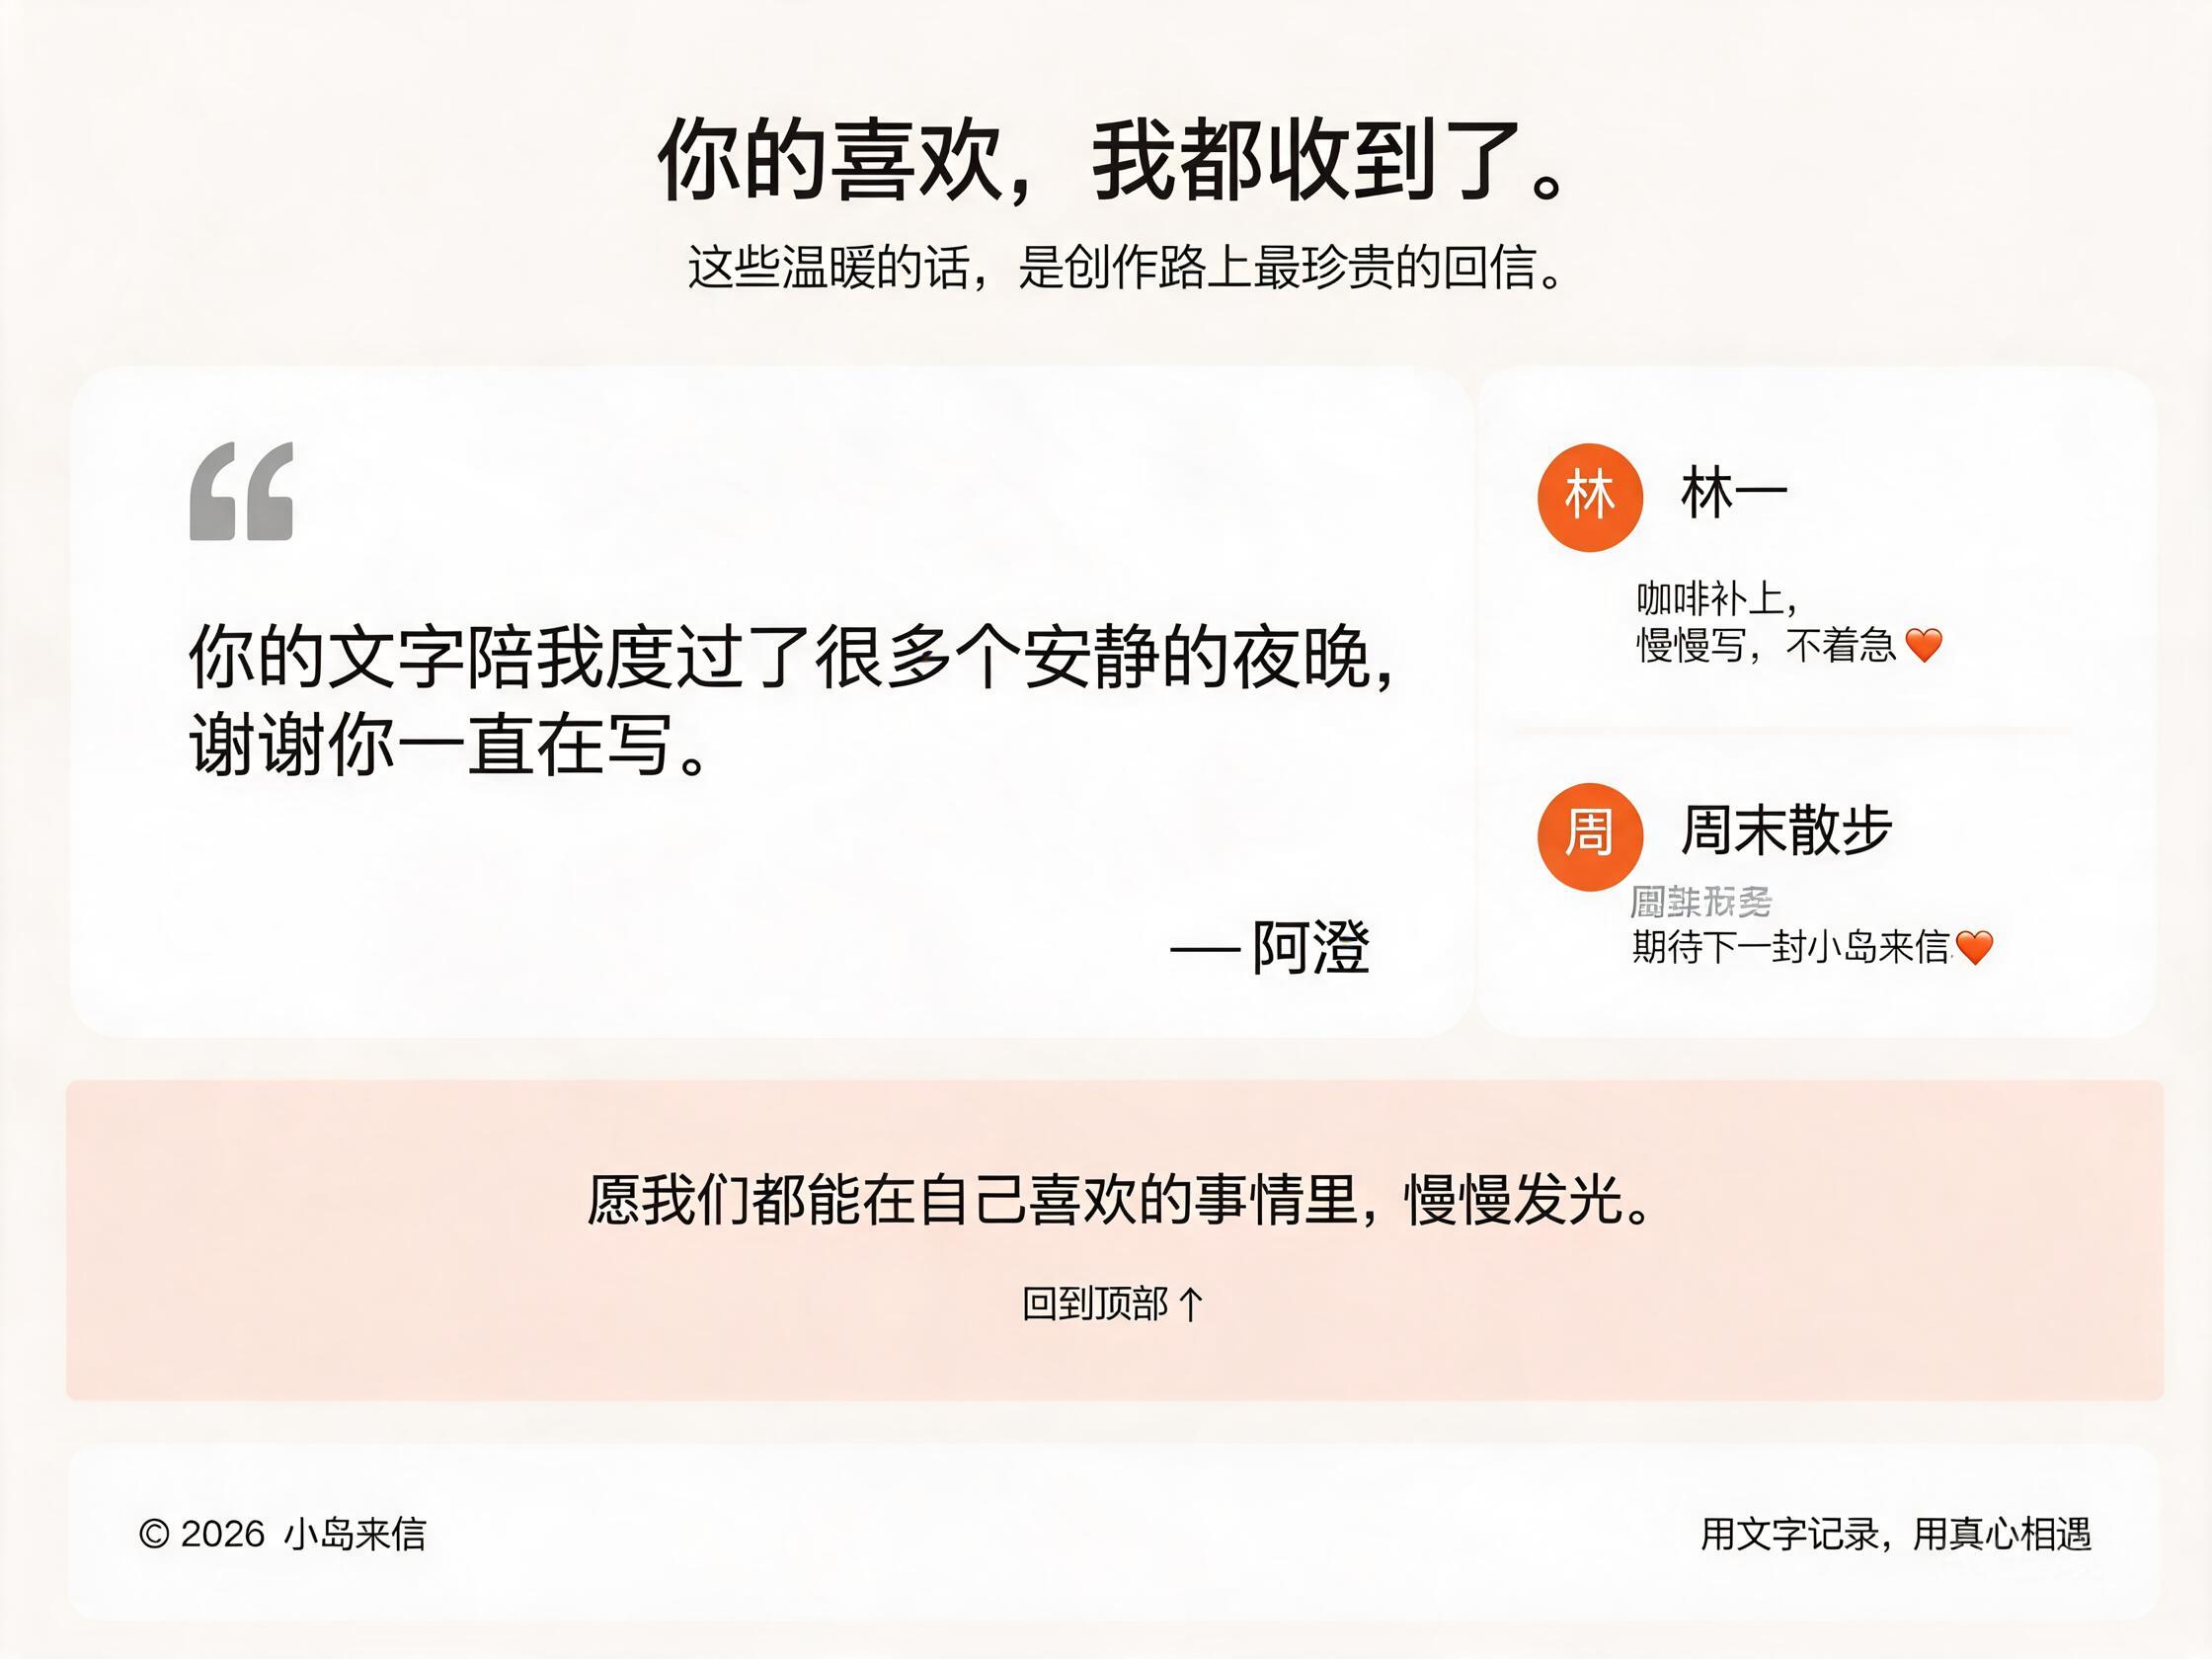 你的喜欢，我都收到了。
这些温暖的话，是创作路上最珍贵的回信。
你的文字陪我度过了很多个安静的夜晚，
谢谢你一直在写。
— 阿澄
林
林一
咖啡补上，
慢慢写，不着急 ❤️
周
周末散步
期待下一封小岛来信 ❤️
愿我们都能在自己喜欢的事情里，慢慢发光。
回到顶部 ↑
© 2026 小岛来信
用文字记录，用真心相遇